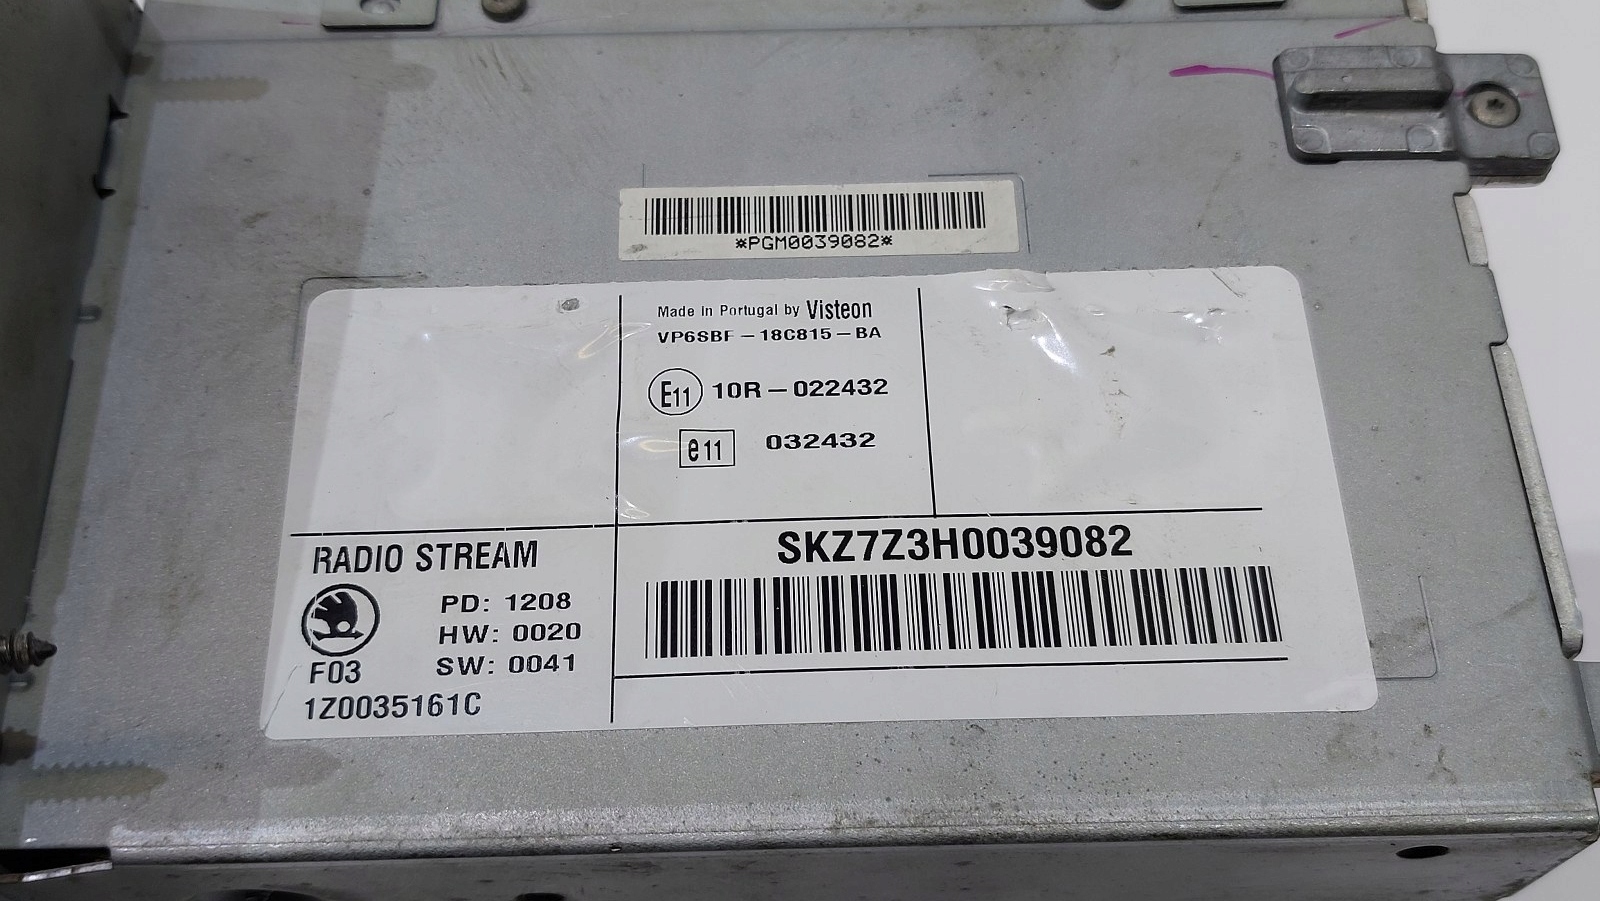 *PGM0039082*
Made in Portugal by Visteon
VP6SBF-18C815-BA
E11 10R-022432
e11 032432
SKZ7Z3H0039082
RADIO STREAM
PD: 1208
HW: 0020
F03 SW: 0041
1Z0035161C